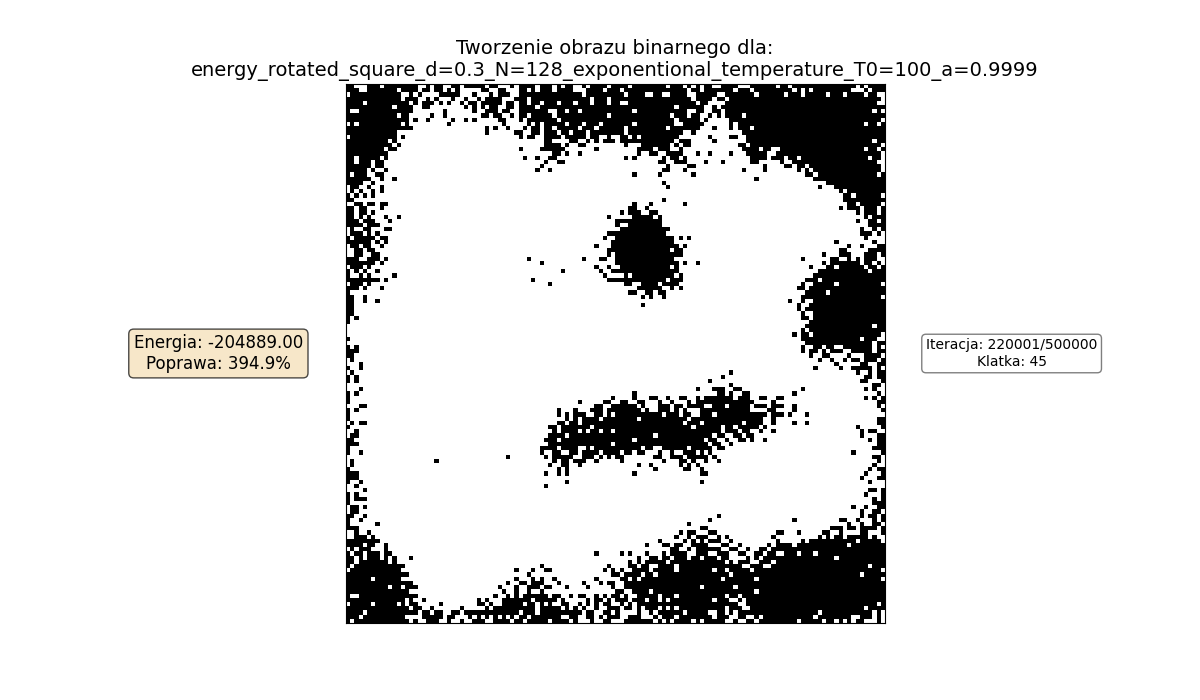 Tworzenie obrazu binarnego dla:
energy_rotated_square_d=0.3_N=128_exponentional_temperature_T0=100_a=0.9999
Energia: -204889.00
Poprawa: 394.9%
Iteracja: 220001/500000
Klatka: 45